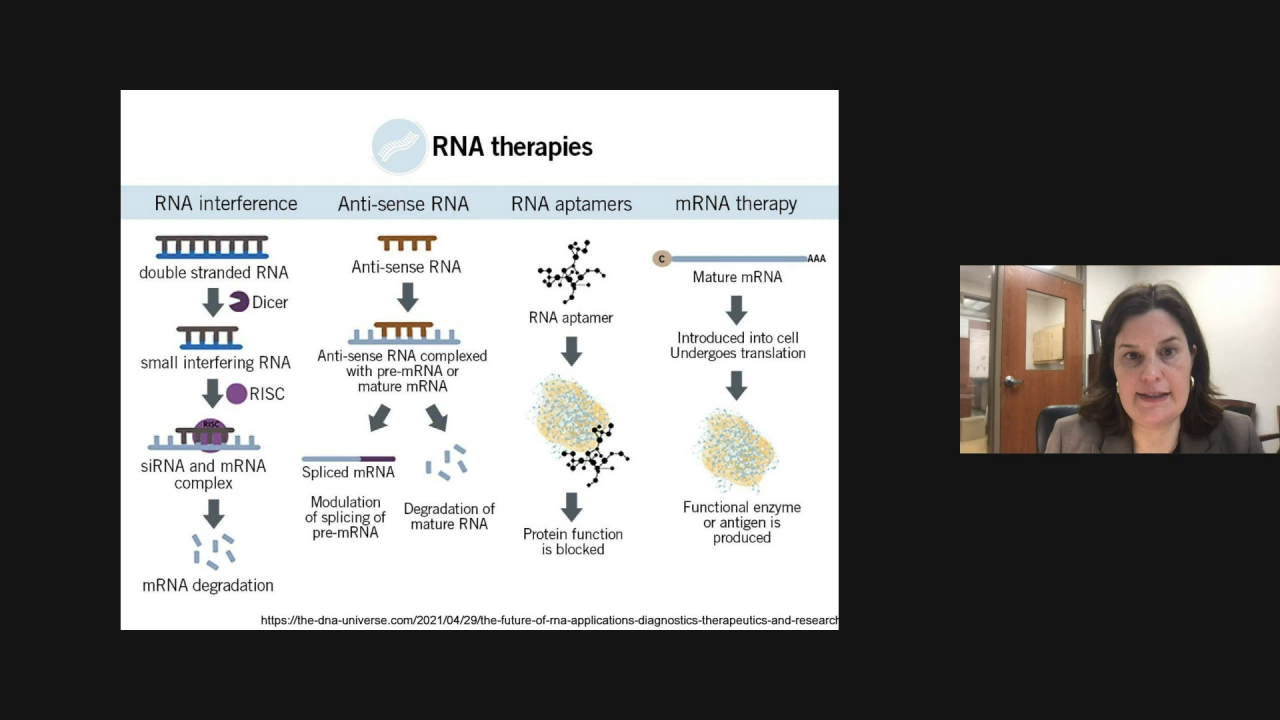 RNA therapies
RNA interference
Anti-sense RNA
RNA aptamers
mRNA therapy
double stranded RNA
Dicer
small interfering RNA
RISC
RISC
siRNA and mRNA
complex
mRNA degradation
Anti-sense RNA
Anti-sense RNA complexed
with pre-mRNA or
mature mRNA
Spliced mRNA
Modulation
of splicing of
pre-mRNA
Degradation of
mature RNA
RNA aptamer
Protein function
is blocked
C
AAA
Mature mRNA
Introduced into cell
Undergoes translation
Functional enzyme
or antigen is
produced
https://the-dna-universe.com/2021/04/29/the-future-of-rna-applications-diagnostics-therapeutics-and-research